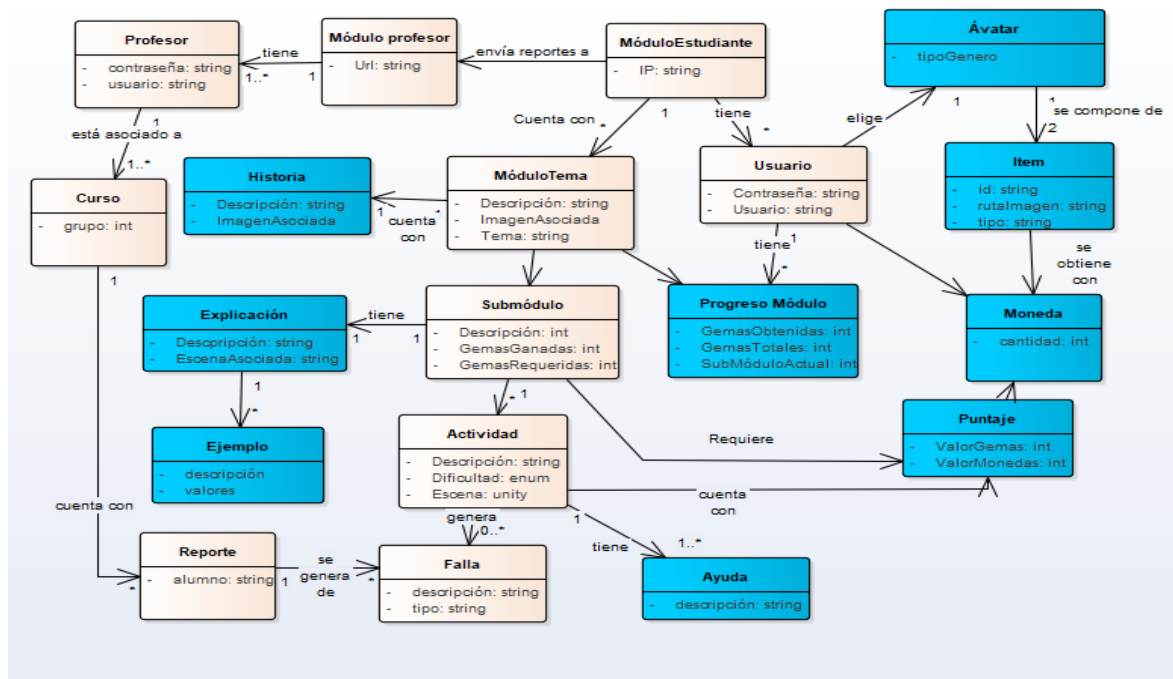 Profesor
- contraseña: string
- usuario: string
tiene
1..*
1
Módulo profesor
- Url: string
envía reportes a
MóduloEstudiante
- IP: string
Ávatar
- tipoGenero
1
está asociado a
1..*
Cuenta con
*
1
tiene
*
elige
1
1
se compone de
2
Curso
- grupo: int
1
Historia
- Descripción: string
- ImagenAsociada
1
cuenta
con
MóduloTema
- Descripción: string
- ImagenAsociada
- Tema: string
Usuario
- Contraseña: string
- Usuario: string
tiene
1
*
Item
- id: string
- rutaImagen: string
- tipo: string
se
obtiene
con
Explicación
- Descpripción: string
- EscenaAsociada: string
tiene
1
1
Submódulo
- Descripción: int
- GemasGanadas: int
- GemasRequeridas: int
Progreso Módulo
- GemasObtenidas: int
- GemasTotales: int
- SubMóduloActual: int
Moneda
- cantidad: int
1
*
*
1
Ejemplo
- descripción
- valores
Actividad
- Descripción: string
- Dificultad: enum
- Escena: unity
Requiere
Puntaje
- ValorGemas: int
- ValorMonedas: int
cuenta con
*
genera
0..*
1
tiene
1..*
cuenta
con
Reporte
- alumno: string
1
se
genera
de
*
Falla
- descripción: string
- tipo: string
Ayuda
- descripción: string